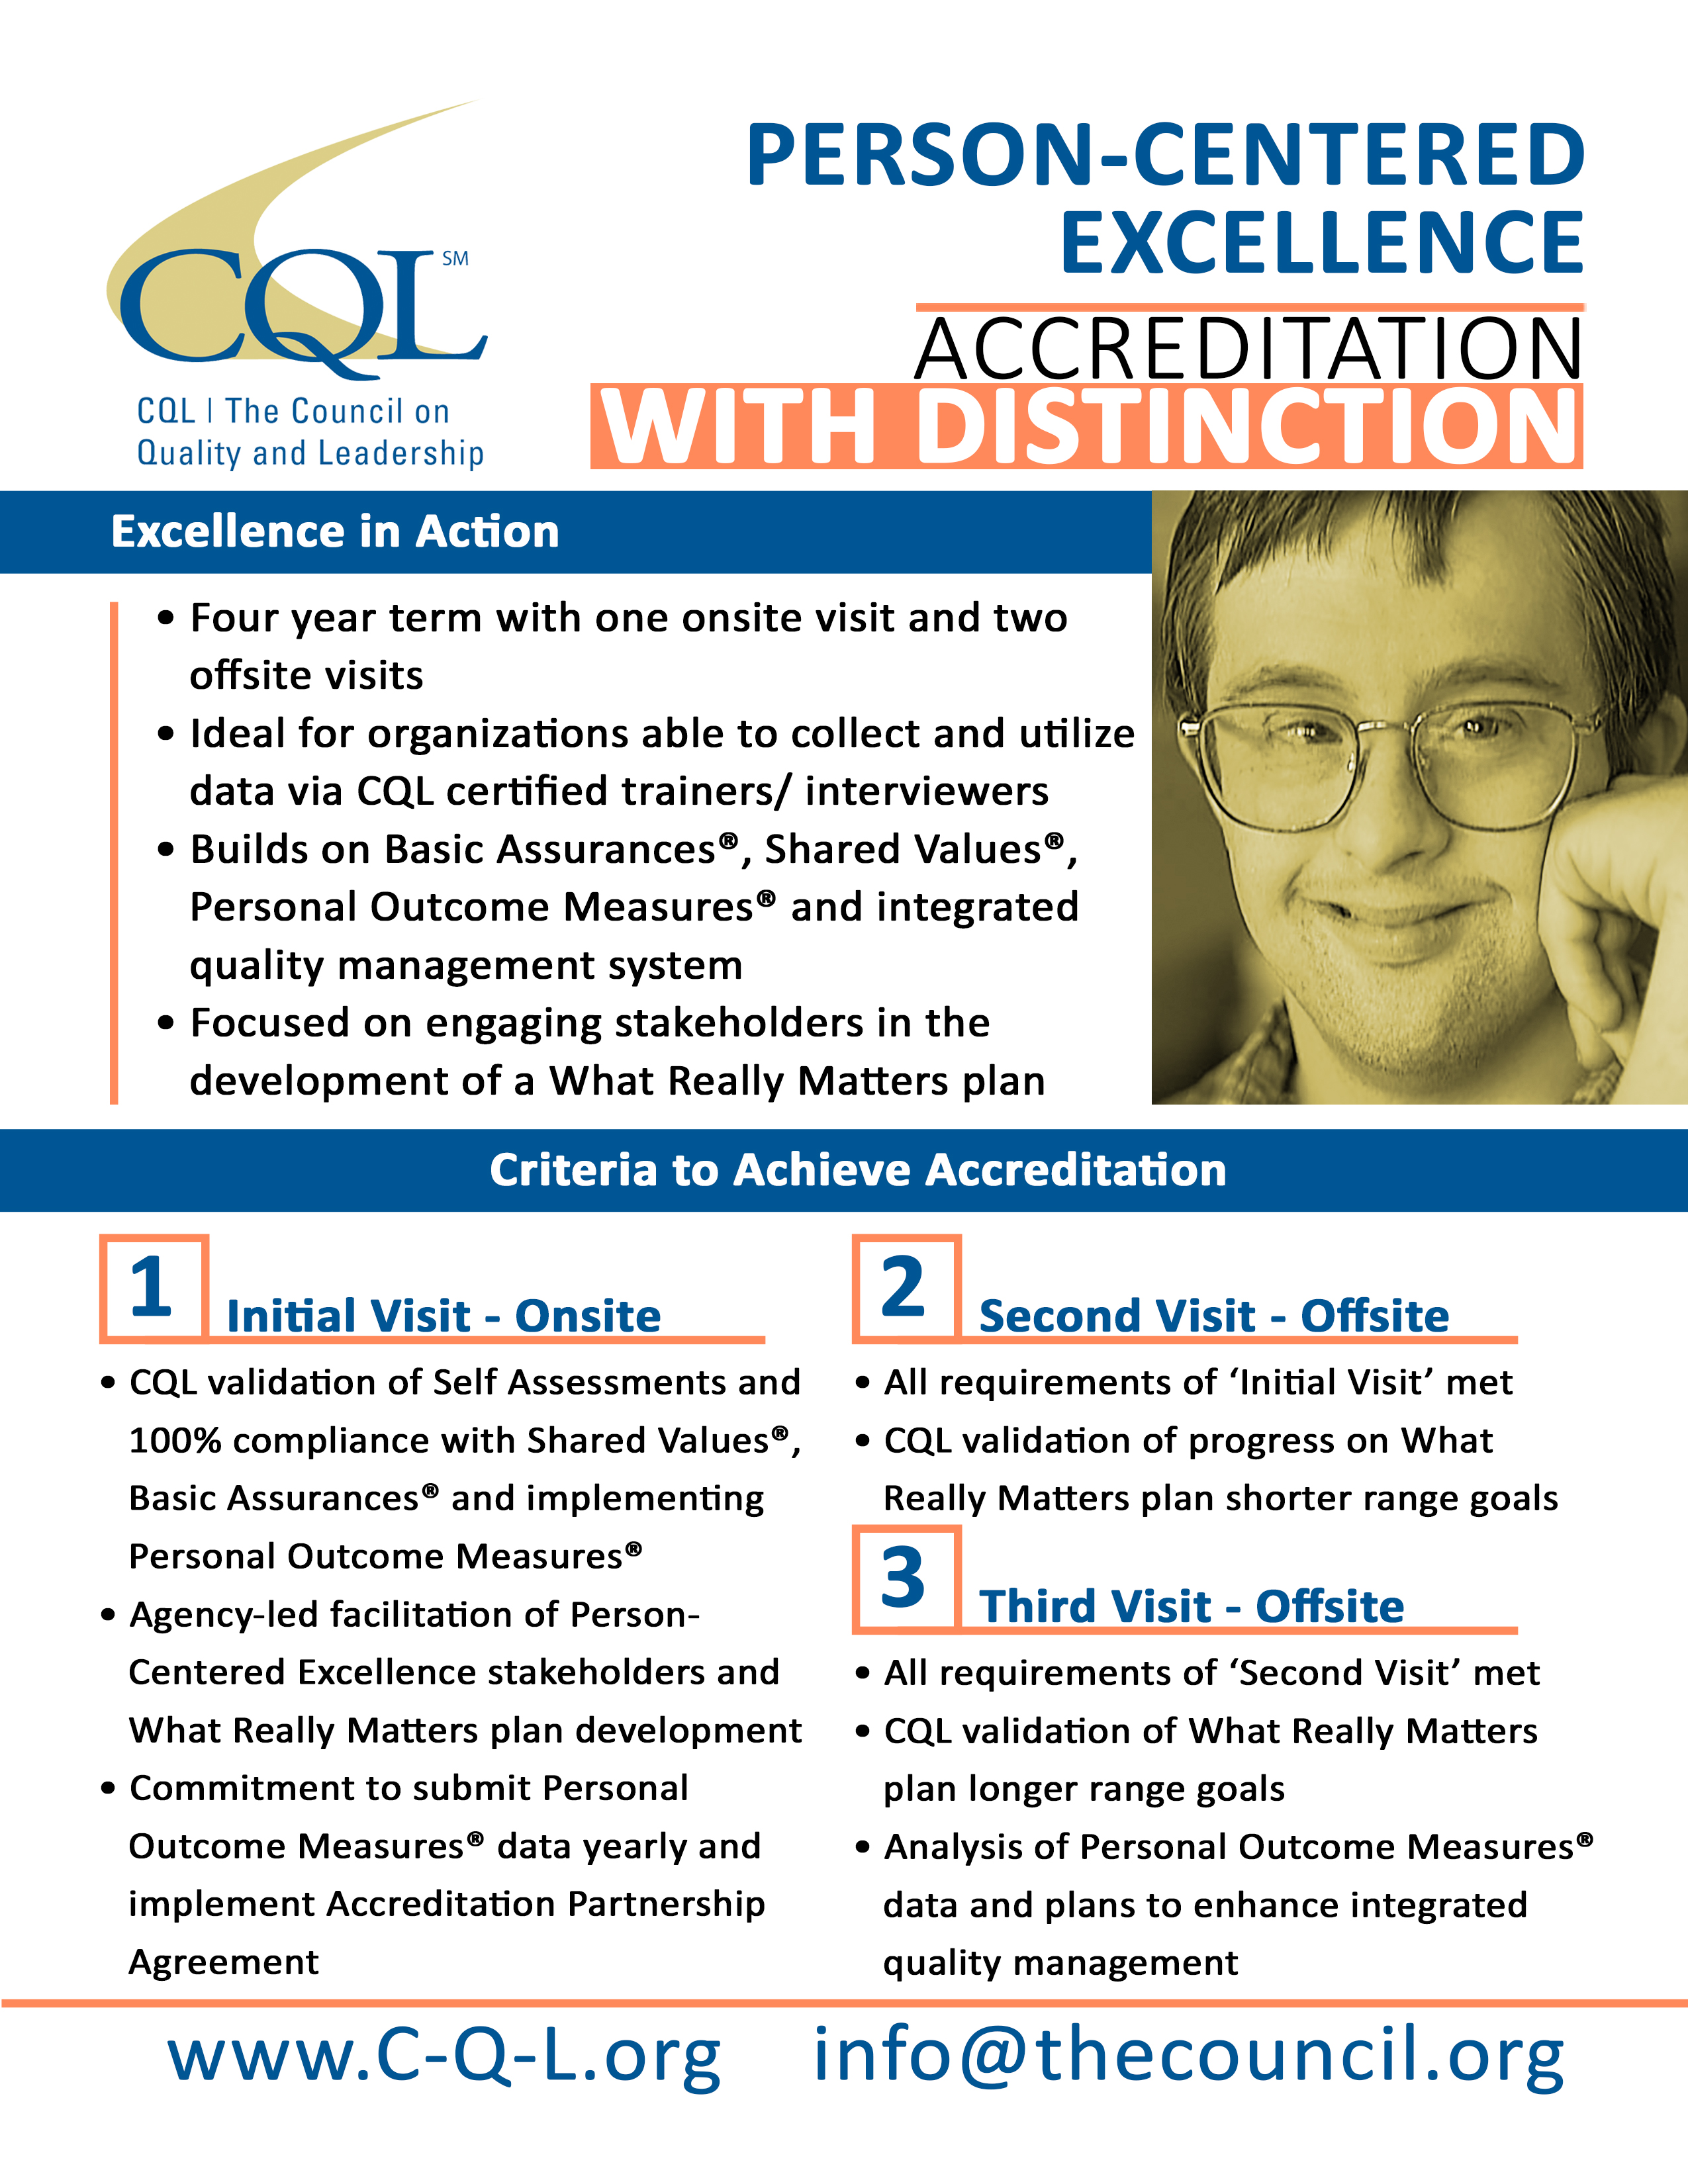 CQL SM
CQL | The Council on
Quality and Leadership
PERSON-CENTERED
EXCELLENCE
ACCREDITATION
WITH DISTINCTION
Excellence in Action
• Four year term with one onsite visit and two
offsite visits
• Ideal for organizations able to collect and utilize
data via CQL certified trainers/ interviewers
• Builds on Basic Assurances®, Shared Values®,
Personal Outcome Measures® and integrated
quality management system
• Focused on engaging stakeholders in the
development of a What Really Matters plan
Criteria to Achieve Accreditation
1 Initial Visit - Onsite
• CQL validation of Self Assessments and
100% compliance with Shared Values®,
Basic Assurances® and implementing
Personal Outcome Measures®
• Agency-led facilitation of Person-
Centered Excellence stakeholders and
What Really Matters plan development
• Commitment to submit Personal
Outcome Measures® data yearly and
implement Accreditation Partnership
Agreement
2 Second Visit - Offsite
• All requirements of ‘Initial Visit’ met
• CQL validation of progress on What
Really Matters plan shorter range goals
3 Third Visit - Offsite
• All requirements of ‘Second Visit’ met
• CQL validation of What Really Matters
plan longer range goals
• Analysis of Personal Outcome Measures®
data and plans to enhance integrated
quality management
www.C-Q-L.org info@thecouncil.org